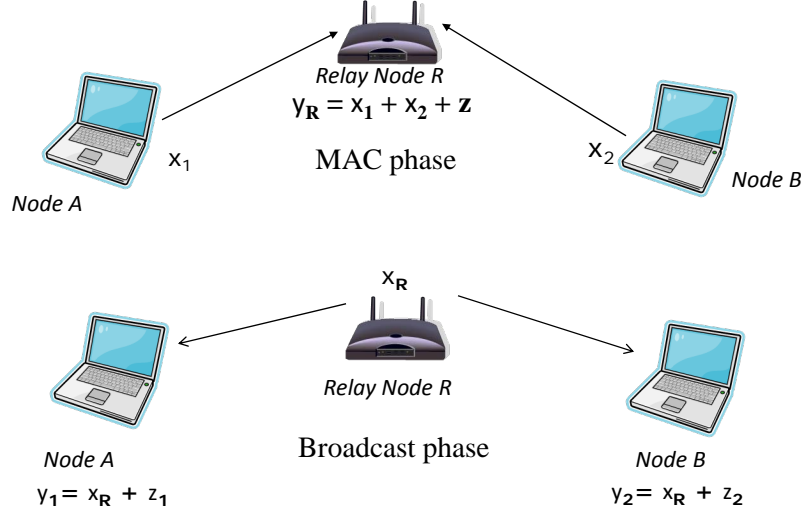 Relay Node R
y_R = x_1 + x_2 + z
x_1
MAC phase
x_2
Node A
Node B
x_R
Relay Node R
Broadcast phase
Node A
Node B
y_1 = x_R + z_1
y_2 = x_R + z_2